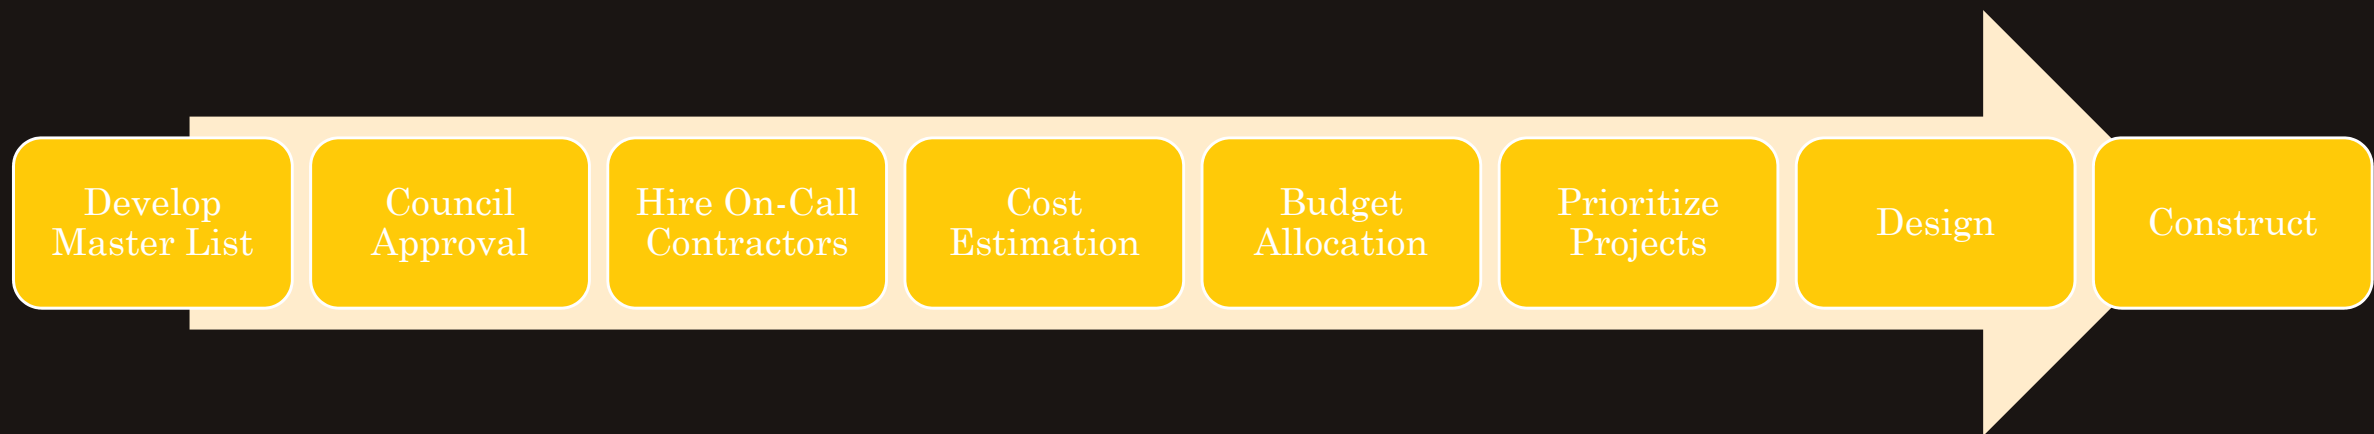 Develop
Master List
Council
Approval
Hire On-Call
Contractors
Cost
Estimation
Budget
Allocation
Prioritize
Projects
Design
Construct